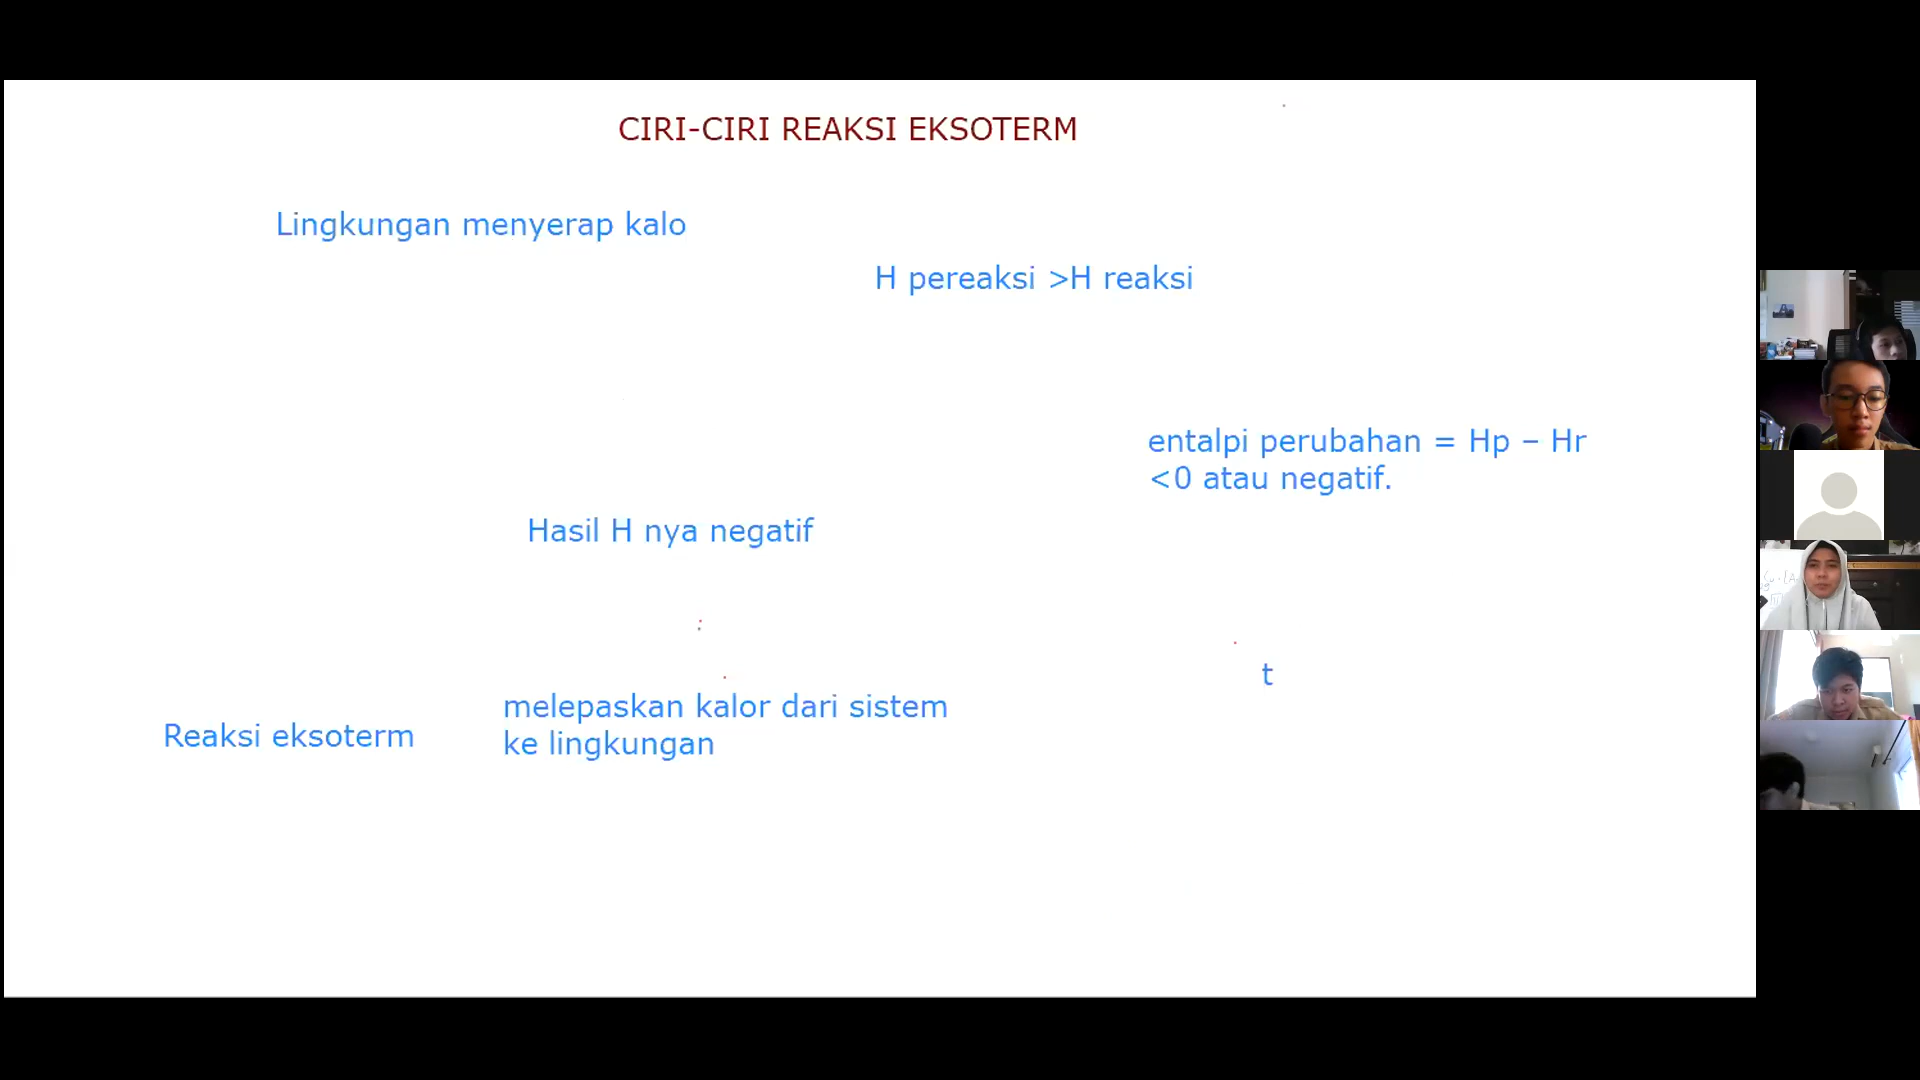 CIRI-CIRI REAKSI EKSOTERM
Lingkungan menyerap kalo
H pereaksi >H reaksi
entalpi perubahan = Hp – Hr
<0 atau negatif.
Hasil H nya negatif
t
melepaskan kalor dari sistem
ke lingkungan
Reaksi eksoterm